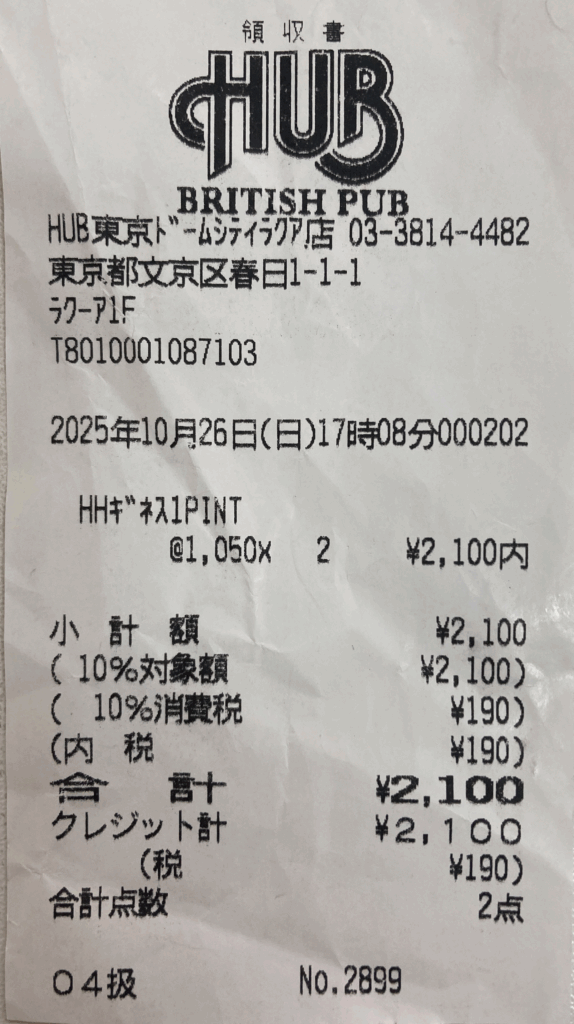 領収書
HUB
BRITISH PUB
HUB東京ﾄﾞｰﾑｼﾃｨﾗｸｱ店 03-3814-4482
東京都文京区春日1-1-1
ﾗｸｰｱ1F
T8010001087103
2025年10月26日(日)17時08分000202
HHｷﾞﾈｽ1PINT
@1,050x 2 ¥2,100内
小 計 額 ¥2,100
( 10%対象額 ¥2,100)
( 10%消費税 ¥190)
(内 税 ¥190)
合 計 ¥2,100
クレジット計 ¥2,100
(税 ¥190)
合計点数 2点
04扱 No.2899